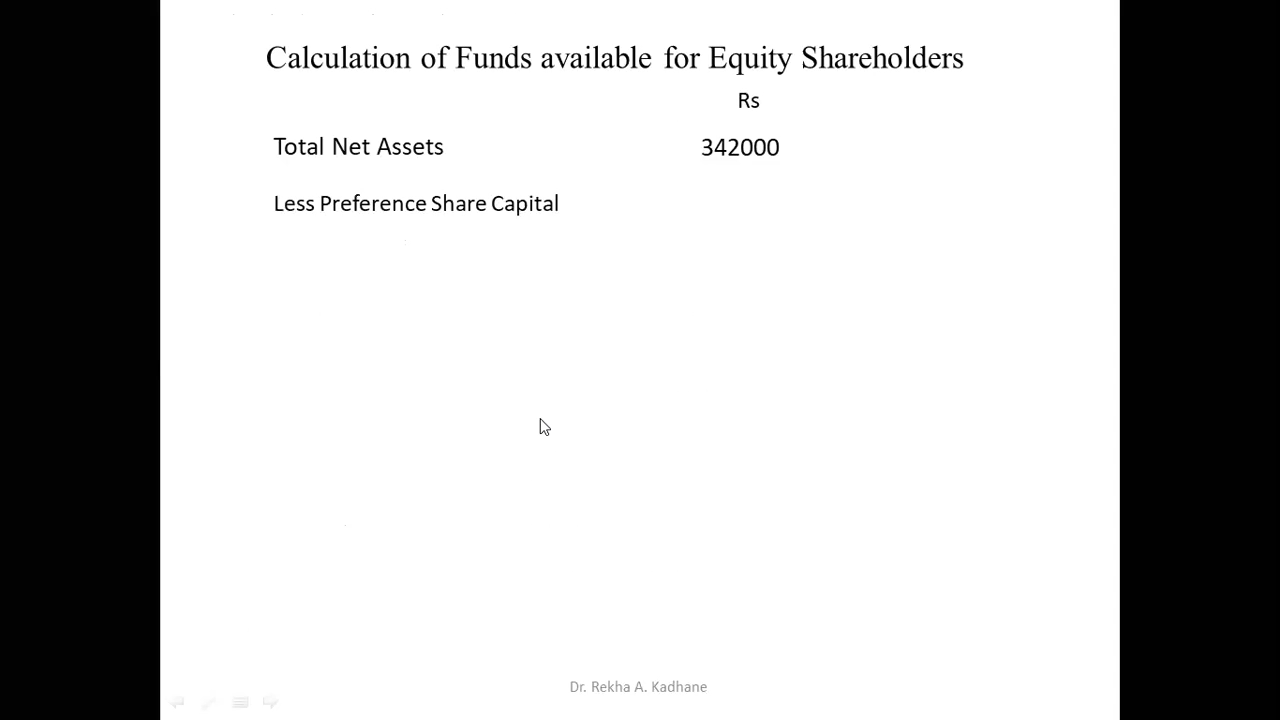 Calculation of Funds available for Equity Shareholders
Rs
Total Net Assets 342000
Less Preference Share Capital
Dr. Rekha A. Kadhane